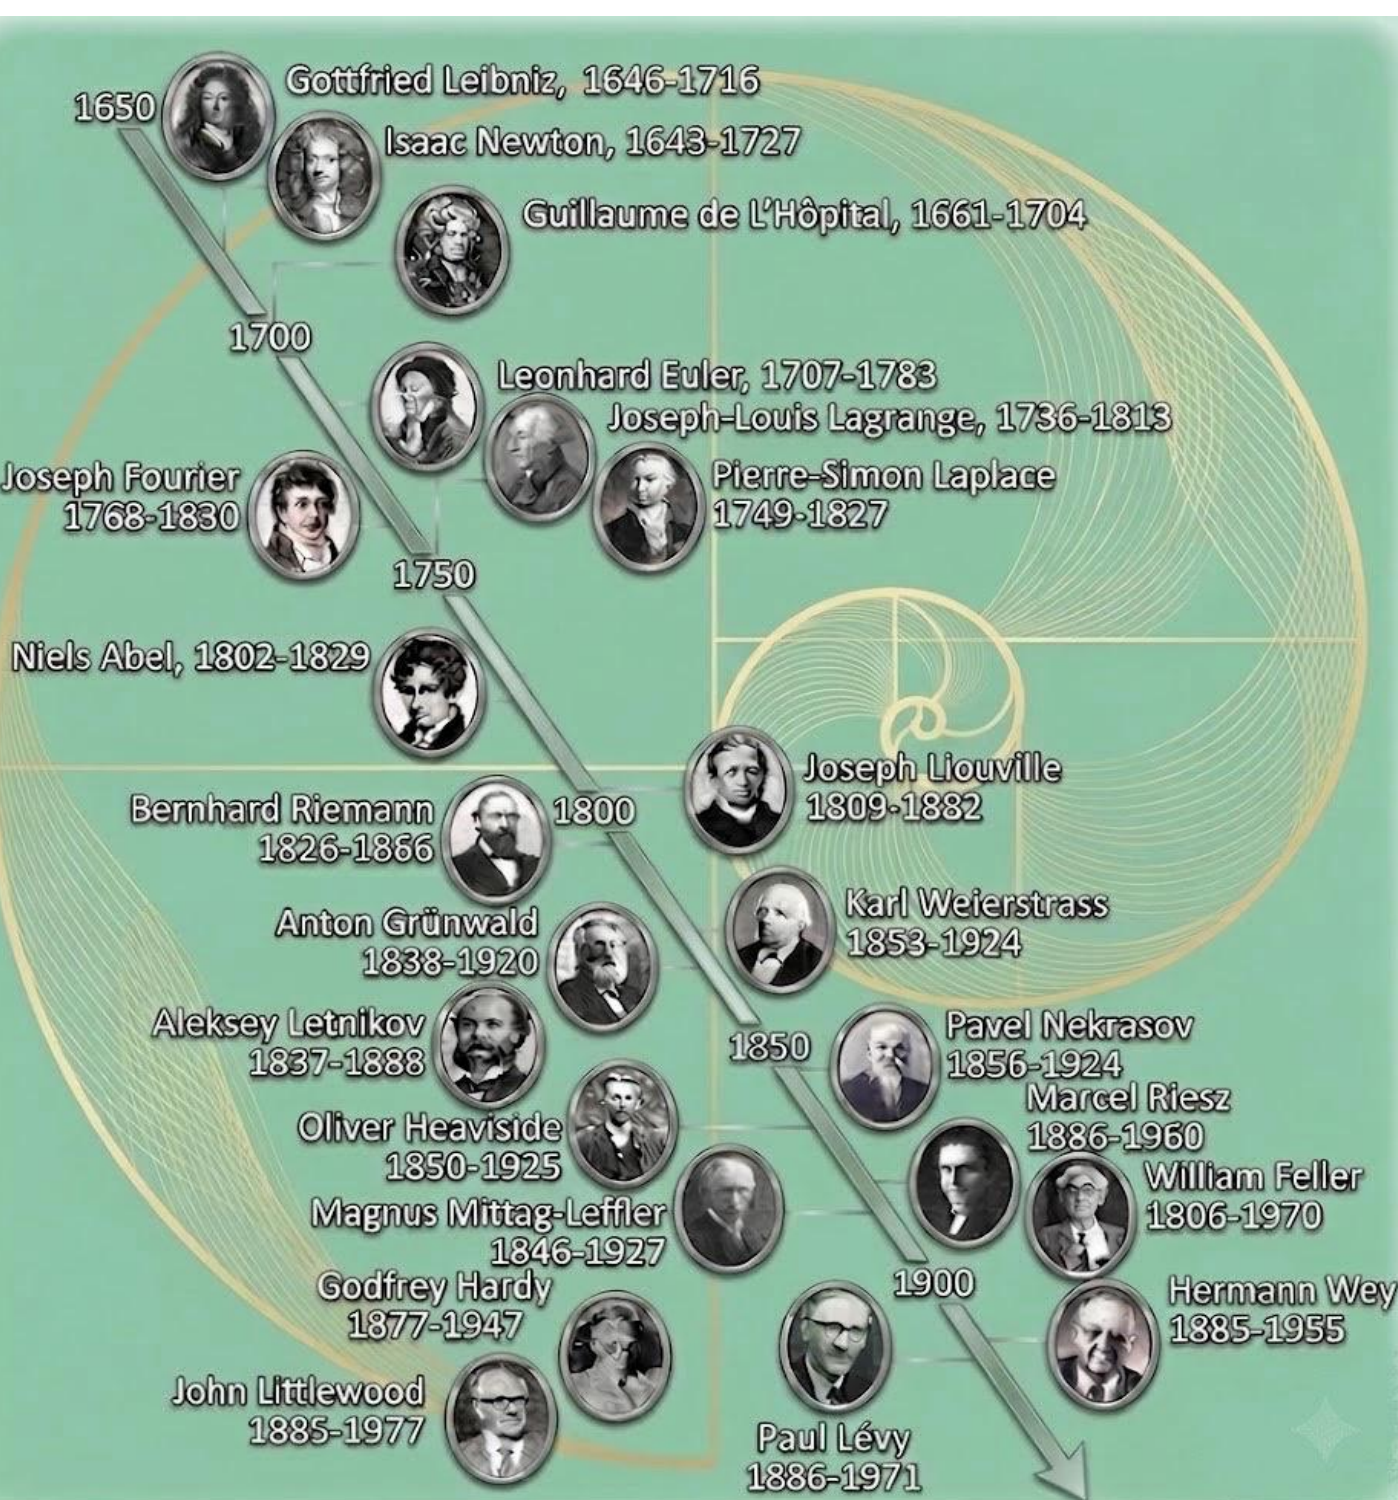 1650
Gottfried Leibniz, 1646-1716
Isaac Newton, 1643-1727
Guillaume de L'Hôpital, 1661-1704
1700
Leonhard Euler, 1707-1783
Joseph-Louis Lagrange, 1736-1813
Joseph Fourier
1768-1830
Pierre-Simon Laplace
1749-1827
1750
Niels Abel, 1802-1829
Joseph Liouville
1809-1882
Bernhard Riemann
1826-1866
1800
Karl Weierstrass
1853-1924
Anton Grünwald
1838-1920
Aleksey Letnikov
1837-1888
1850
Pavel Nekrasov
1856-1924
Marcel Riesz
1886-1960
Oliver Heaviside
1850-1925
William Feller
1806-1970
Magnus Mittag-Leffler
1846-1927
1900
Godfrey Hardy
1877-1947
Hermann Wey
1885-1955
John Littlewood
1885-1977
Paul Lévy
1886-1971